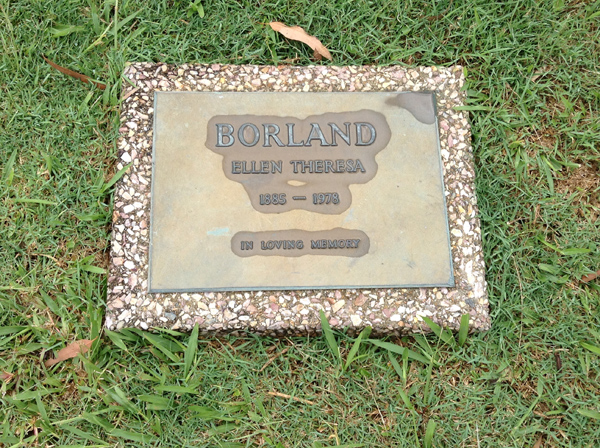 BORLAND
ELLEN THERESA
1885 — 1978
IN LOVING MEMORY